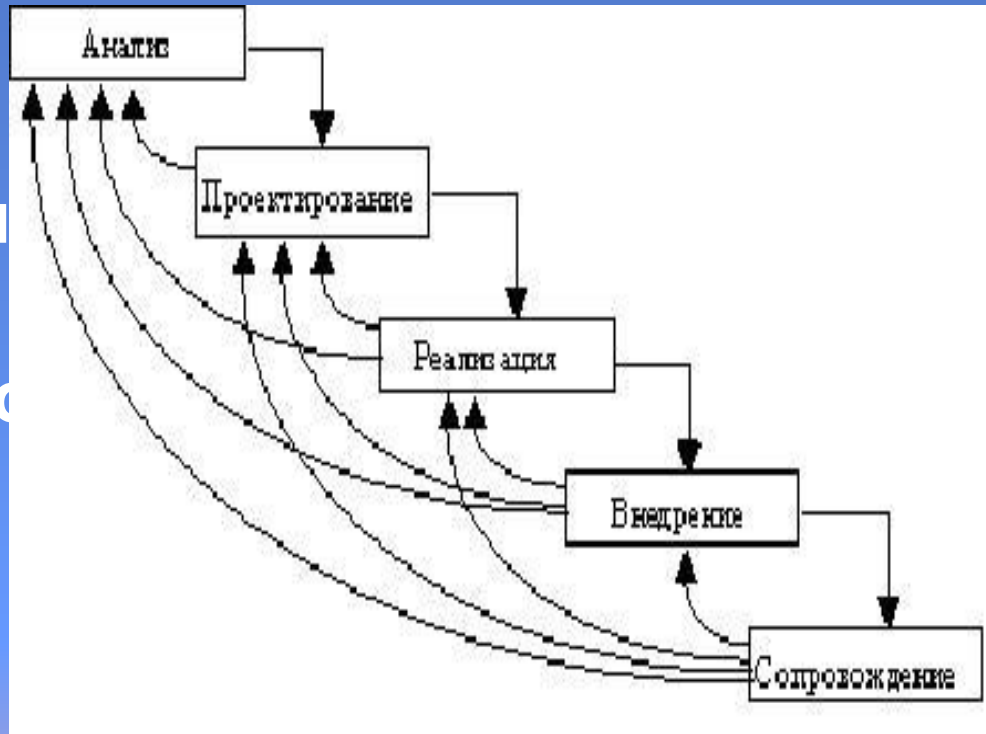 Анализ
Проектирование
Реализация
Внедрение
Сопровождение